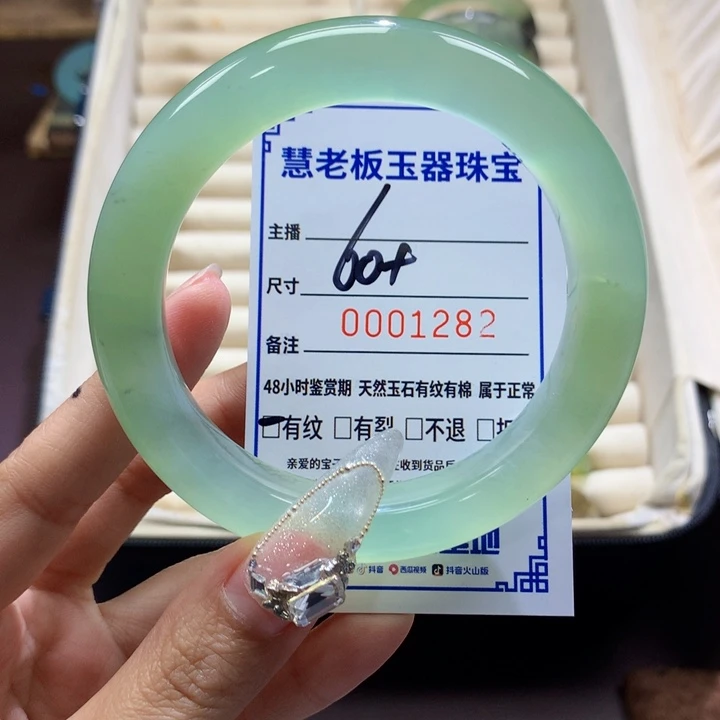 慧老板玉器珠宝
主播
尺寸 60+
0001282
备注
48小时鉴赏期 天然玉石有纹有棉 属于正常
□有纹 □有裂 □不退 □
亲爱的宝 收到货品后
抖音 西瓜视频 抖音火山版